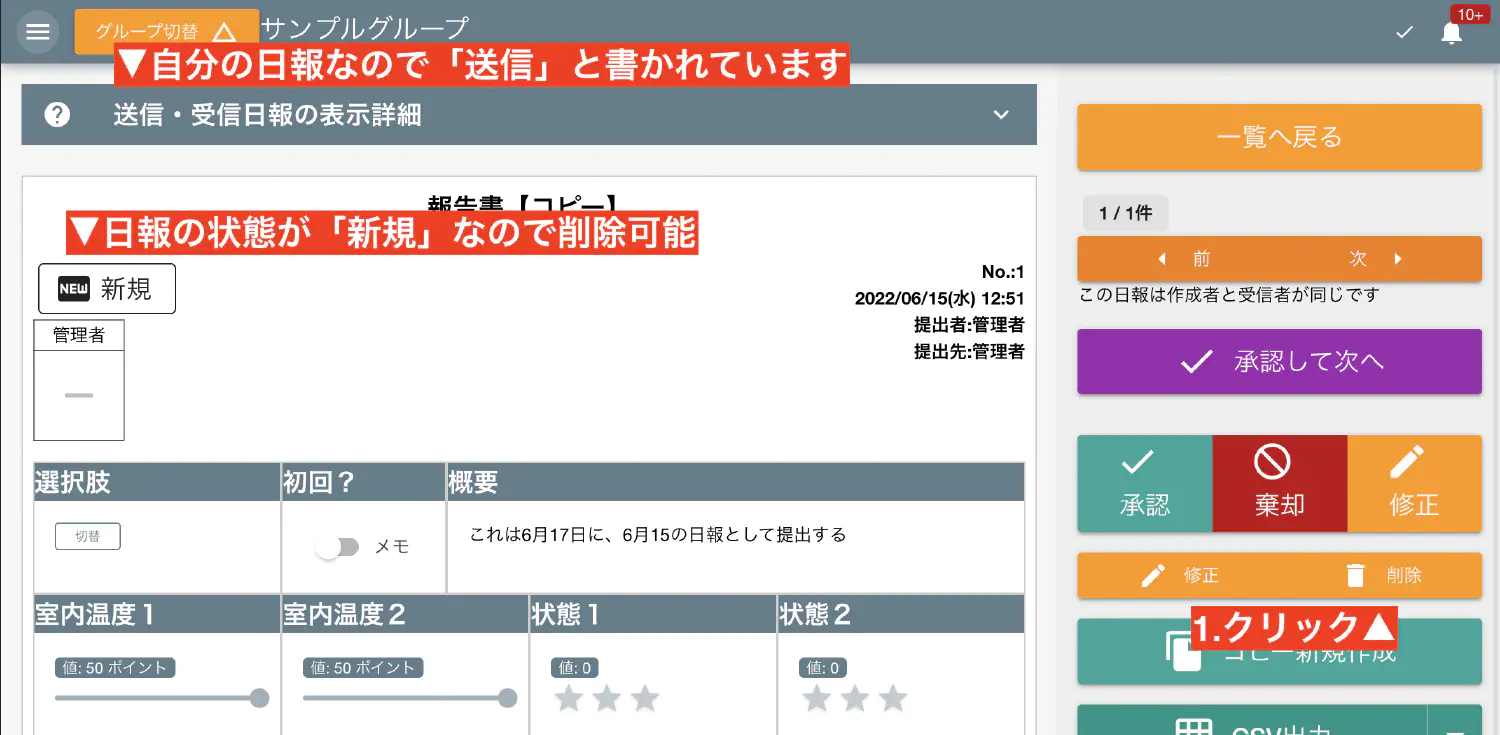 グループ切替
サンプルグループ
10+
▼自分の日報なので「送信」と書かれています
送信・受信日報の表示詳細
一覧へ戻る
報告書【コピー】
▼日報の状態が「新規」なので削除可能
1 / 1件
前
次
この日報は作成者と受信者が同じです
NEW 新規
No.:1
2022/06/15(水) 12:51
提出者:管理者
提出先:管理者
管理者
承認して次へ
承認
棄却
修正
選択肢
初回？
概要
切替
メモ
これは6月17日に、6月15の日報として提出する
修正
削除
1.クリック▲
コピー新規作成
室内温度１
室内温度２
状態１
状態２
値: 50 ポイント
値: 50 ポイント
値: 0
値: 0
CSV出力